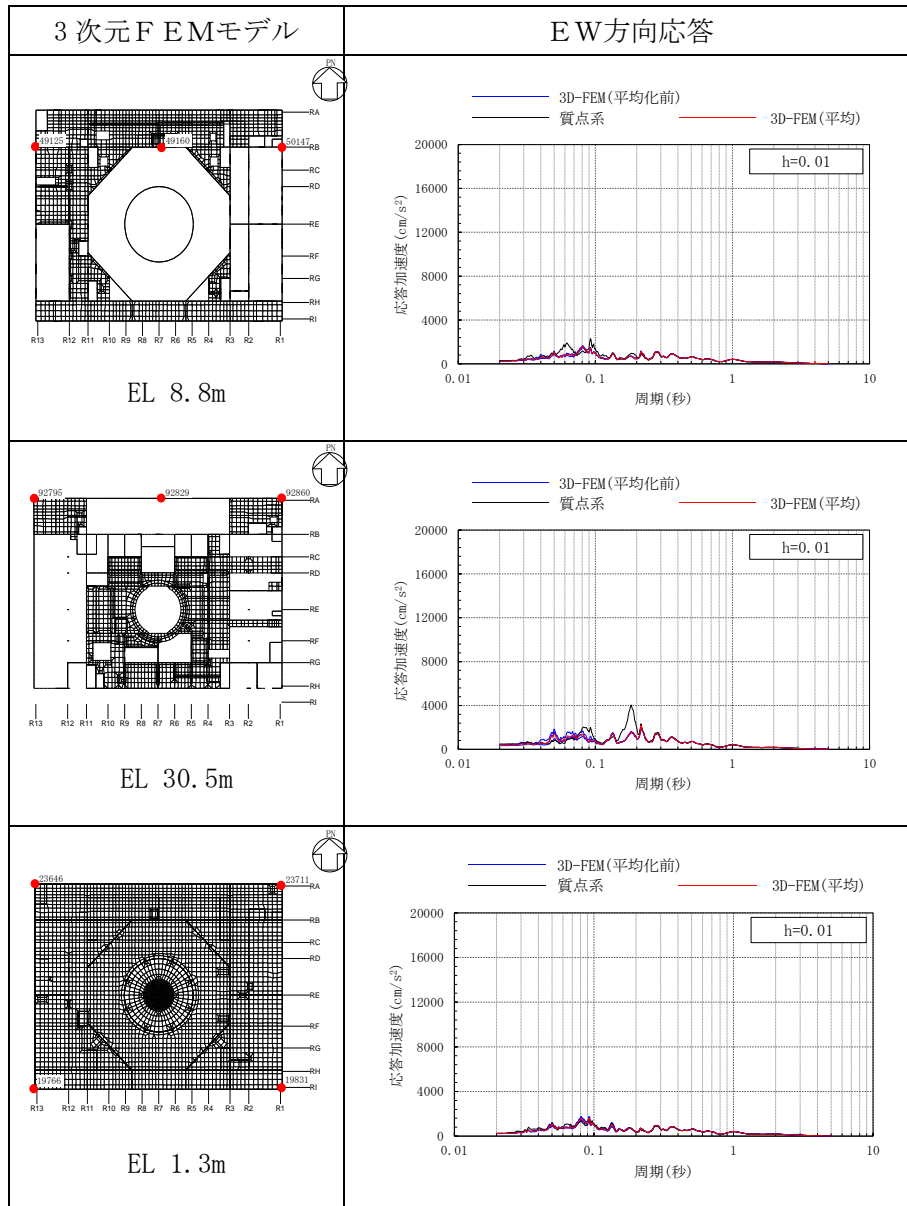 3次元FEMモデル
EW方向応答
PN
49125
49160
50147
RA
RB
RC
RD
RE
RF
RG
RH
RI
R13 R12 R11 R10 R9 R8 R7 R6 R5 R4 R3 R2 R1
EL 8.8m
3D-FEM(平均化前)
質点系 3D-FEM(平均)
h=0.01
応答加速度(cm/s²)
20000
16000
12000
8000
4000
0
0.01 0.1 1 10
周期(秒)
PN
92795
92829
92860
RA
RB
RC
RD
RE
RF
RG
RH
RI
R13 R12 R11 R10 R9 R8 R7 R6 R5 R4 R3 R2 R1
EL 30.5m
3D-FEM(平均化前)
質点系 3D-FEM(平均)
h=0.01
応答加速度(cm/s²)
20000
16000
12000
8000
4000
0
0.01 0.1 1 10
周期(秒)
PN
23646
23711
RA
RB
RC
RD
RE
RF
RG
RH
RI
19766
19831
R13 R12 R11 R10 R9 R8 R7 R6 R5 R4 R3 R2 R1
EL 1.3m
3D-FEM(平均化前)
質点系 3D-FEM(平均)
h=0.01
応答加速度(cm/s²)
20000
16000
12000
8000
4000
0
0.01 0.1 1 10
周期(秒)